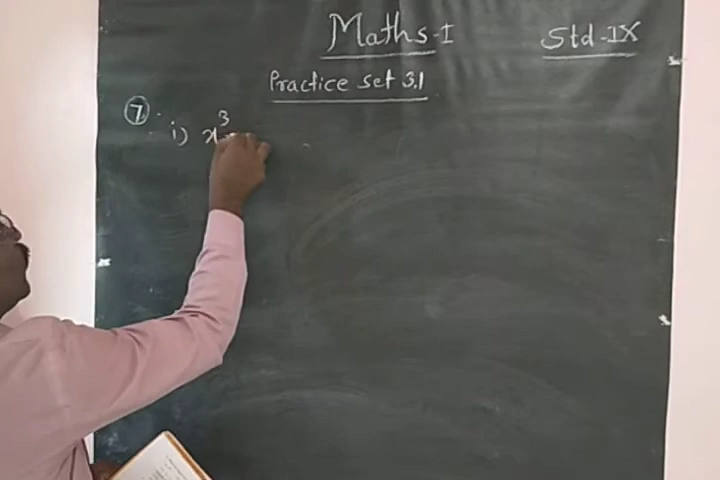 Maths-I
Std-IX
Practice set 3.1
7.
i) x³